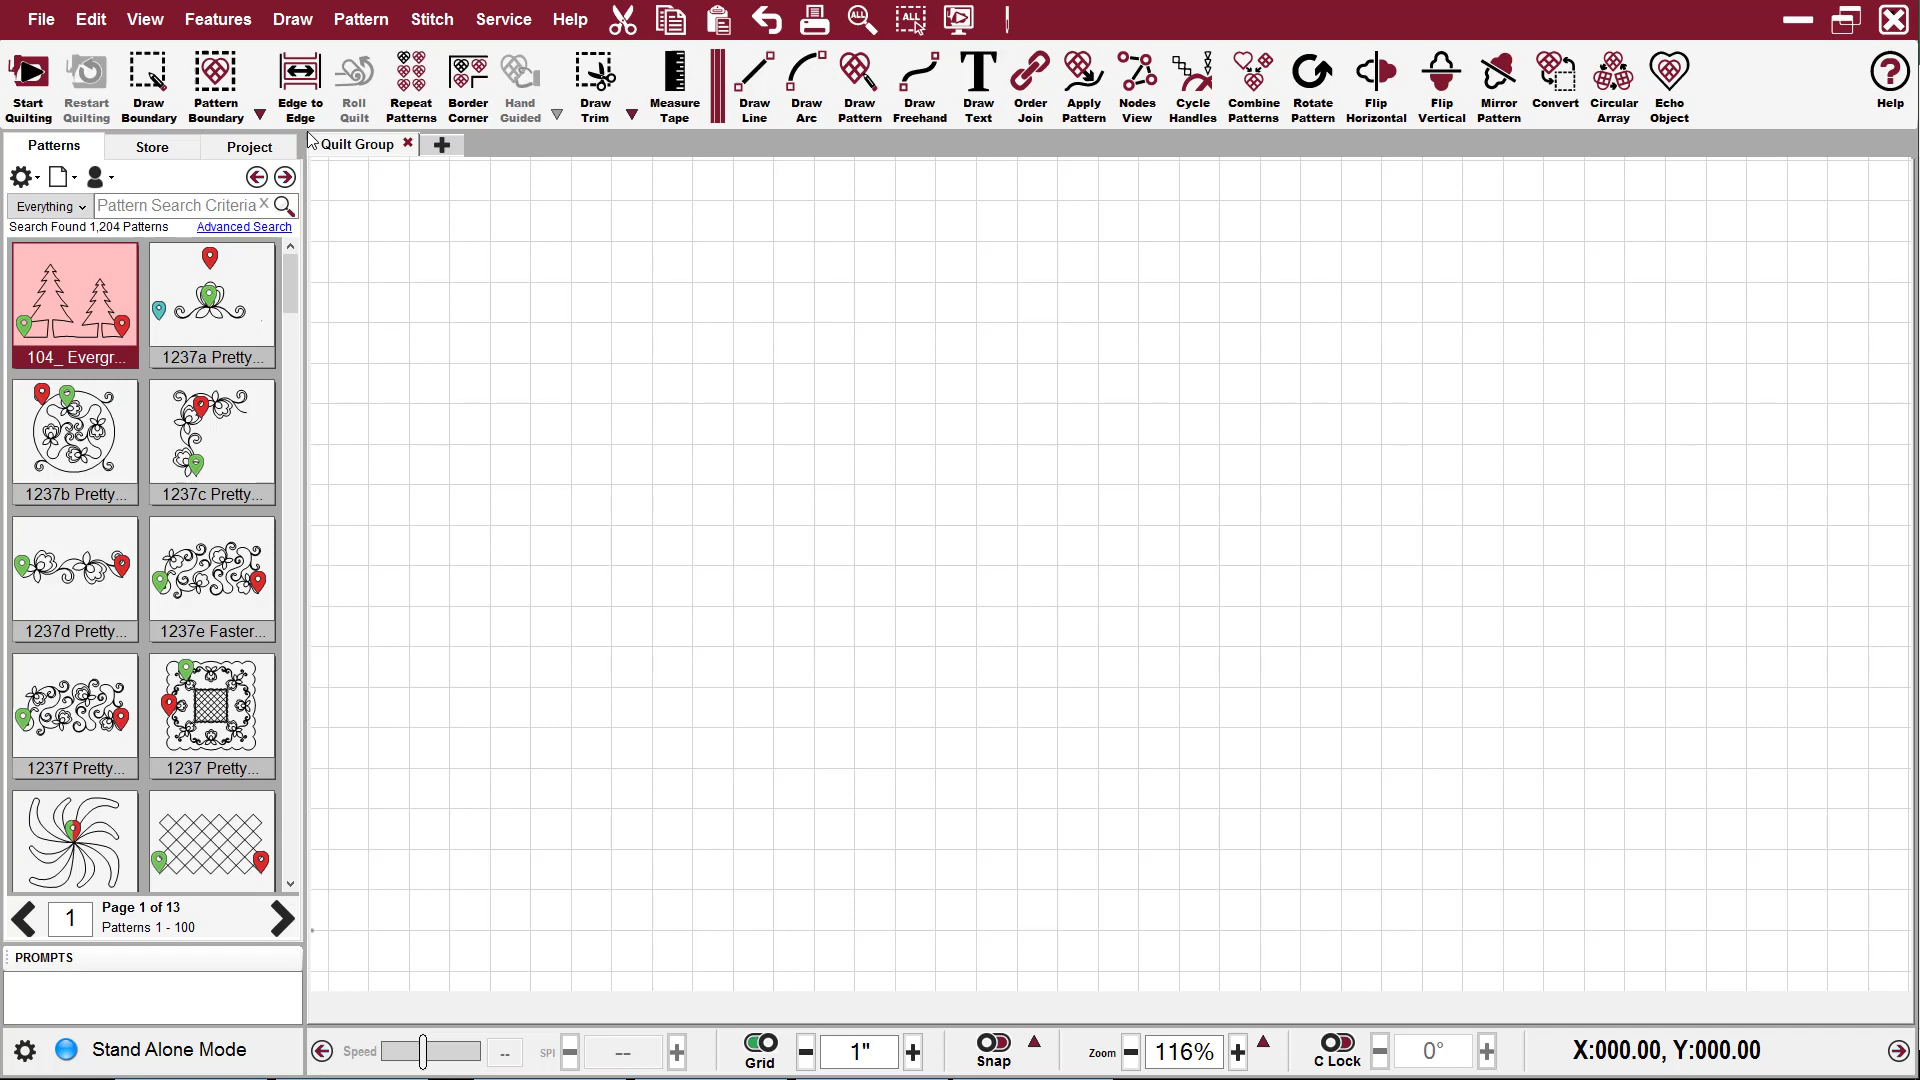 File Edit View Features Draw Pattern Stitch Service Help
ALL ALL
Start Quilting
Restart Quilting
Draw Boundary
Pattern Boundary
Edge to Edge
Roll Quilt
Repeat Patterns
Border Corner
Hand Guided
Draw Trim
Measure Tape
Draw Line
Draw Arc
Draw Pattern
Draw Freehand
Draw Text
Order Join
Apply Pattern
Nodes View
Cycle Handles
Combine Patterns
Rotate Pattern
Flip Horizontal
Flip Vertical
Mirror Pattern
Convert
Circular Array
Echo Object
Help
Patterns Store Project
Quilt Group
Everything Pattern Search Criteria X
Search Found 1,204 Patterns Advanced Search
104_ Evergr... 1237a Pretty...
1237b Pretty... 1237c Pretty...
1237d Pretty... 1237e Faster...
1237f Pretty... 1237 Pretty...
1 Page 1 of 13
Patterns 1 - 100
PROMPTS
Stand Alone Mode
Speed -- SPI -- Grid 1" Snap Zoom 116% C Lock 0° X:000.00, Y:000.00